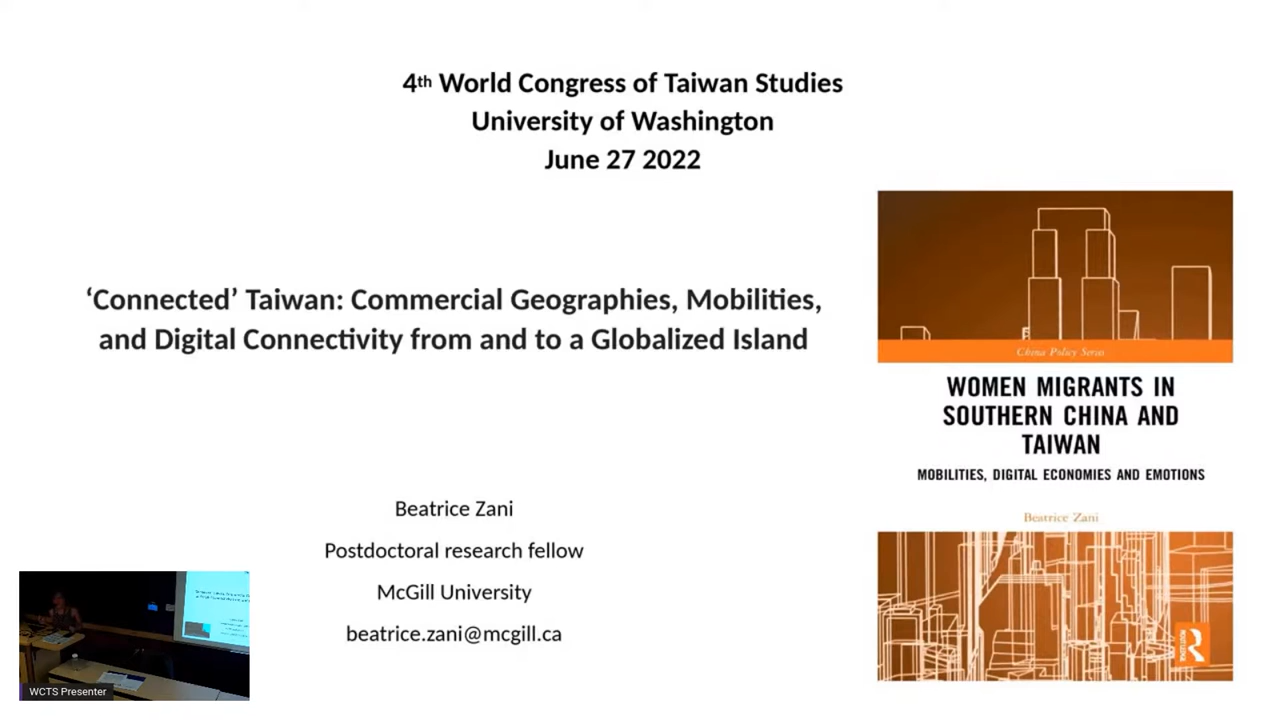 4th World Congress of Taiwan Studies
University of Washington
June 27 2022
‘Connected’ Taiwan: Commercial Geographies, Mobilities,
and Digital Connectivity from and to a Globalized Island
Beatrice Zani
Postdoctoral research fellow
McGill University
beatrice.zani@mcgill.ca
China Policy Series
WOMEN MIGRANTS IN
SOUTHERN CHINA AND
TAIWAN
MOBILITIES, DIGITAL ECONOMIES AND EMOTIONS
Beatrice Zani
ROUTLEDGE
WCTS Presenter